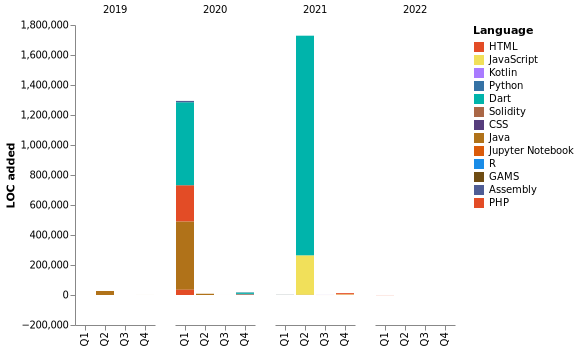 2019 2020 2021 2022
1,800,000
1,600,000
1,400,000
1,200,000
1,000,000
800,000
600,000
400,000
200,000
0
−200,000
LOC added
Q1 Q2 Q3 Q4 Q1 Q2 Q3 Q4 Q1 Q2 Q3 Q4 Q1 Q2 Q3 Q4
Language
HTML
JavaScript
Kotlin
Python
Dart
Solidity
CSS
Java
Jupyter Notebook
R
GAMS
Assembly
PHP